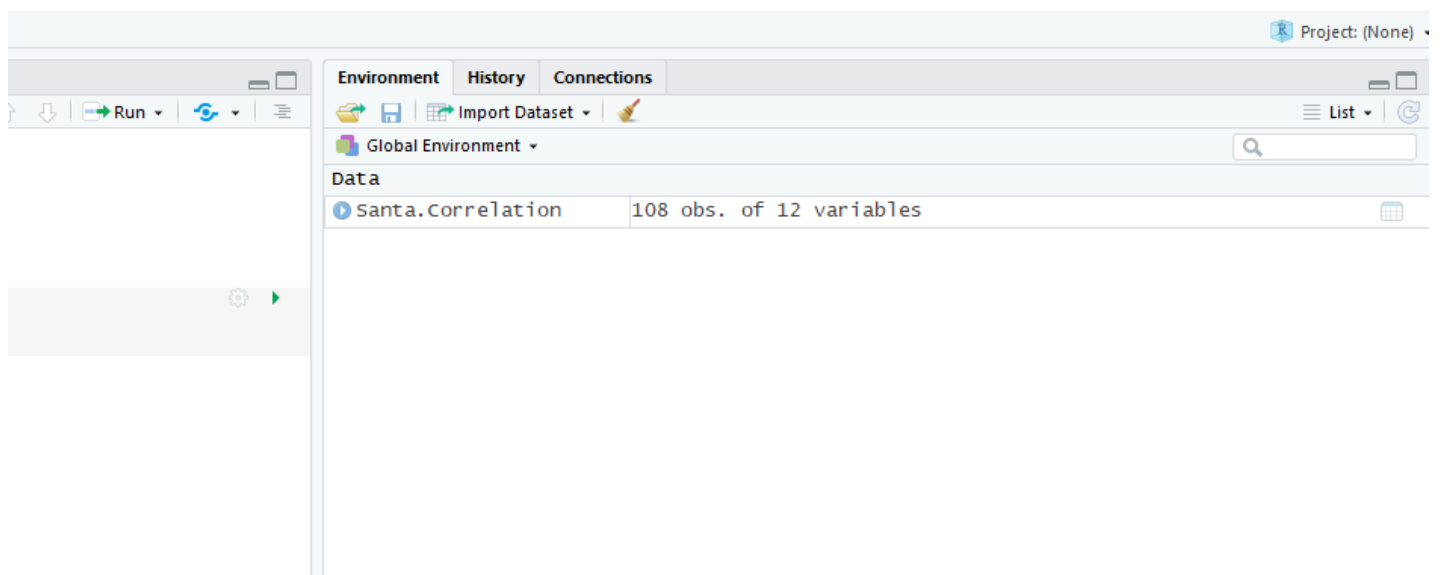 Project: (None)
Environment History Connections
Run Import Dataset List
Global Environment
Data
Santa.Correlation 108 obs. of 12 variables